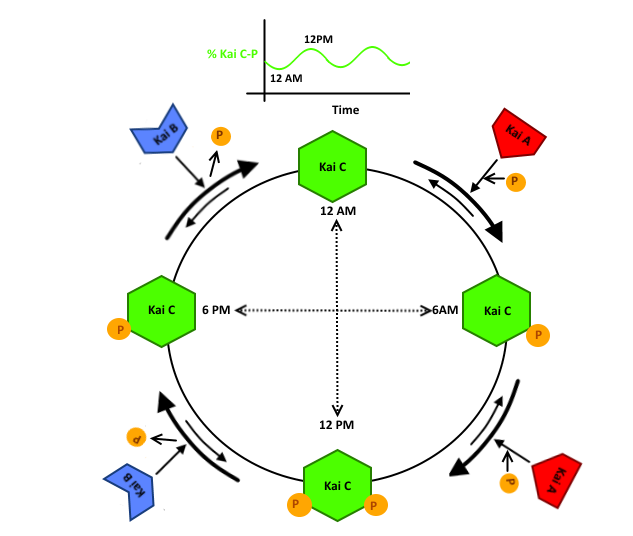 12PM
% Kai C-P
12 AM
Time
Kai B
P
Kai A
P
Kai C
12 AM
Kai C
P
6 PM
6AM
Kai C
P
12 PM
P
Kai B
Kai C
P
P
P
Kai A